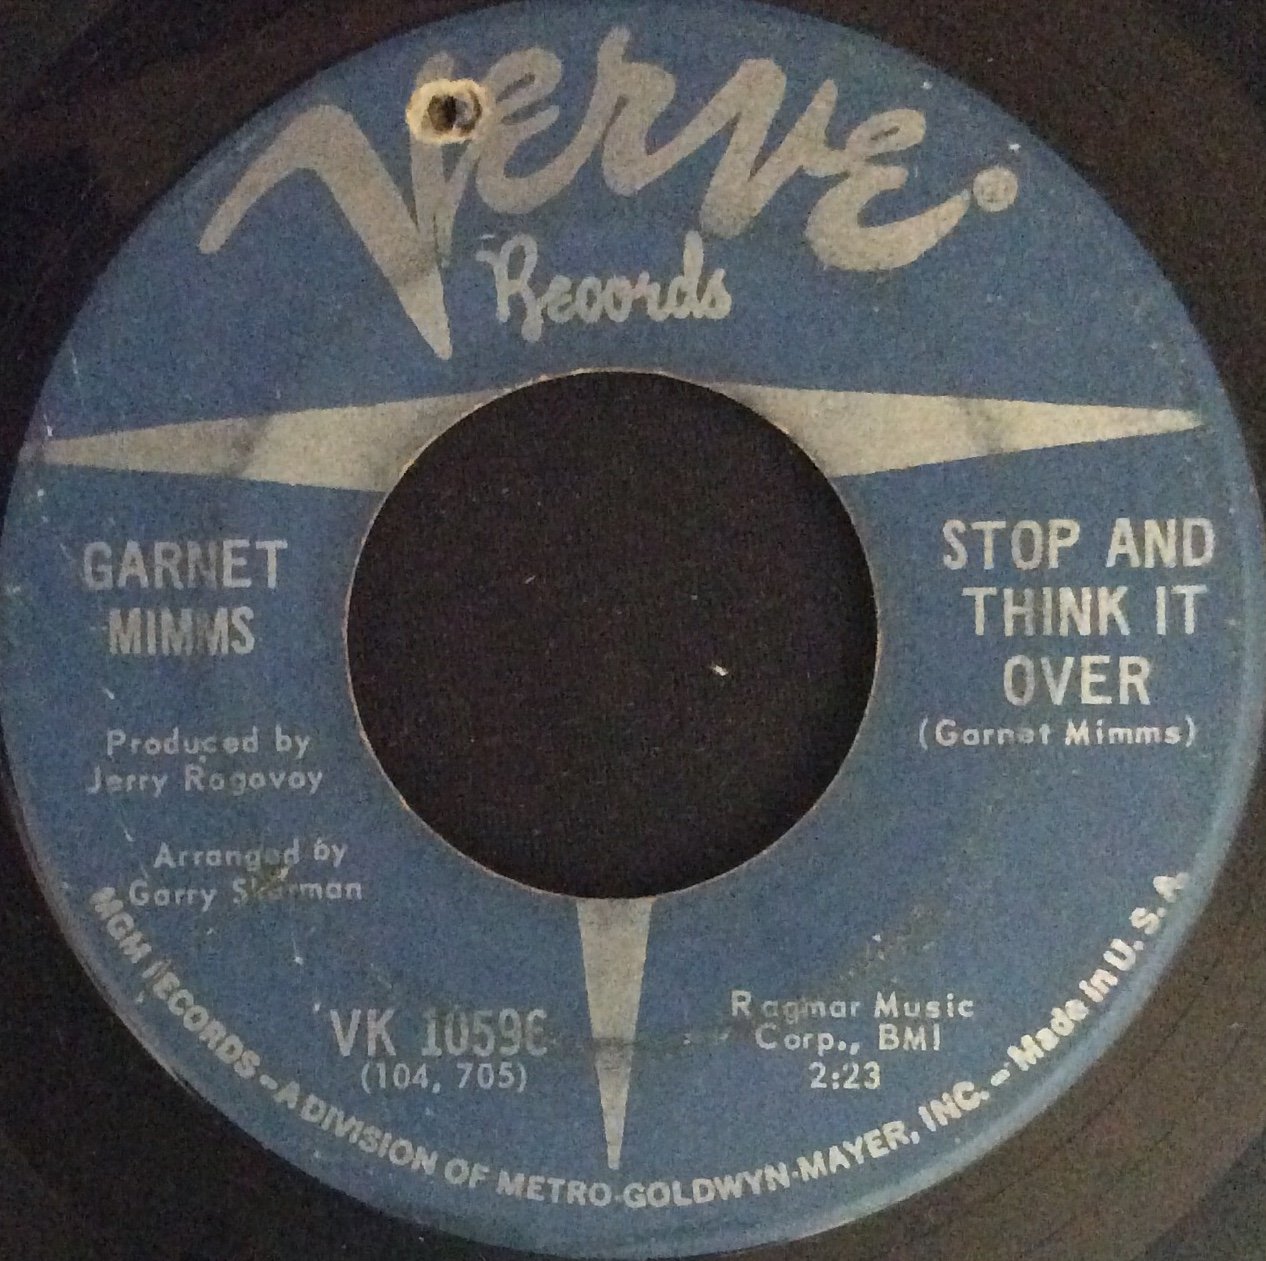 Verve®
Records
GARNET
MIMMS
Produced by
Jerry Ragovoy
Arranged by
Garry Sherman
STOP AND
THINK IT
OVER
(Garnet Mimms)
VK 10596
(104, 705)
Ragmar Music
Corp., BMI
2:23
MGM RECORDS - A DIVISION OF METRO-GOLDWYN-MAYER, INC. - Made in U. S. A.